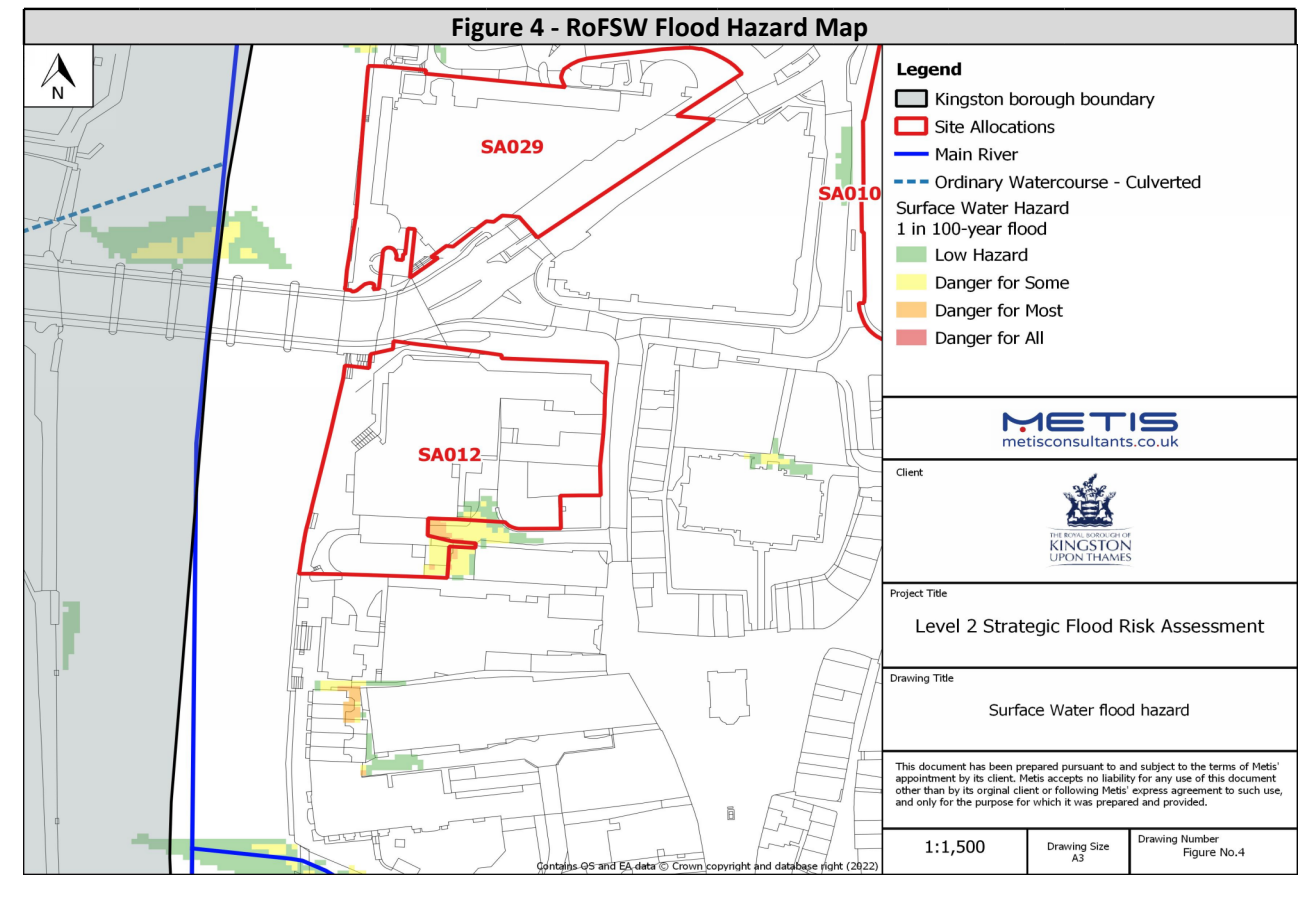 Figure 4 - RoFSW Flood Hazard Map
N
SA029
SA010
SA012
Contains OS and EA data © Crown copyright and database right (2022)
Legend
Kingston borough boundary
Site Allocations
Main River
Ordinary Watercourse - Culverted
Surface Water Hazard
1 in 100-year flood
Low Hazard
Danger for Some
Danger for Most
Danger for All
METIS
metisconsultants.co.uk
Client
THE ROYAL BOROUGH OF
KINGSTON
UPON THAMES
Project Title
Level 2 Strategic Flood Risk Assessment
Drawing Title
Surface Water flood hazard
This document has been prepared pursuant to and subject to the terms of Metis'
appointment by its client. Metis accepts no liability for any use of this document
other than by its orginal client or following Metis' express agreement to such use,
and only for the purpose for which it was prepared and provided.
1:1,500
Drawing Size
A3
Drawing Number
Figure No.4